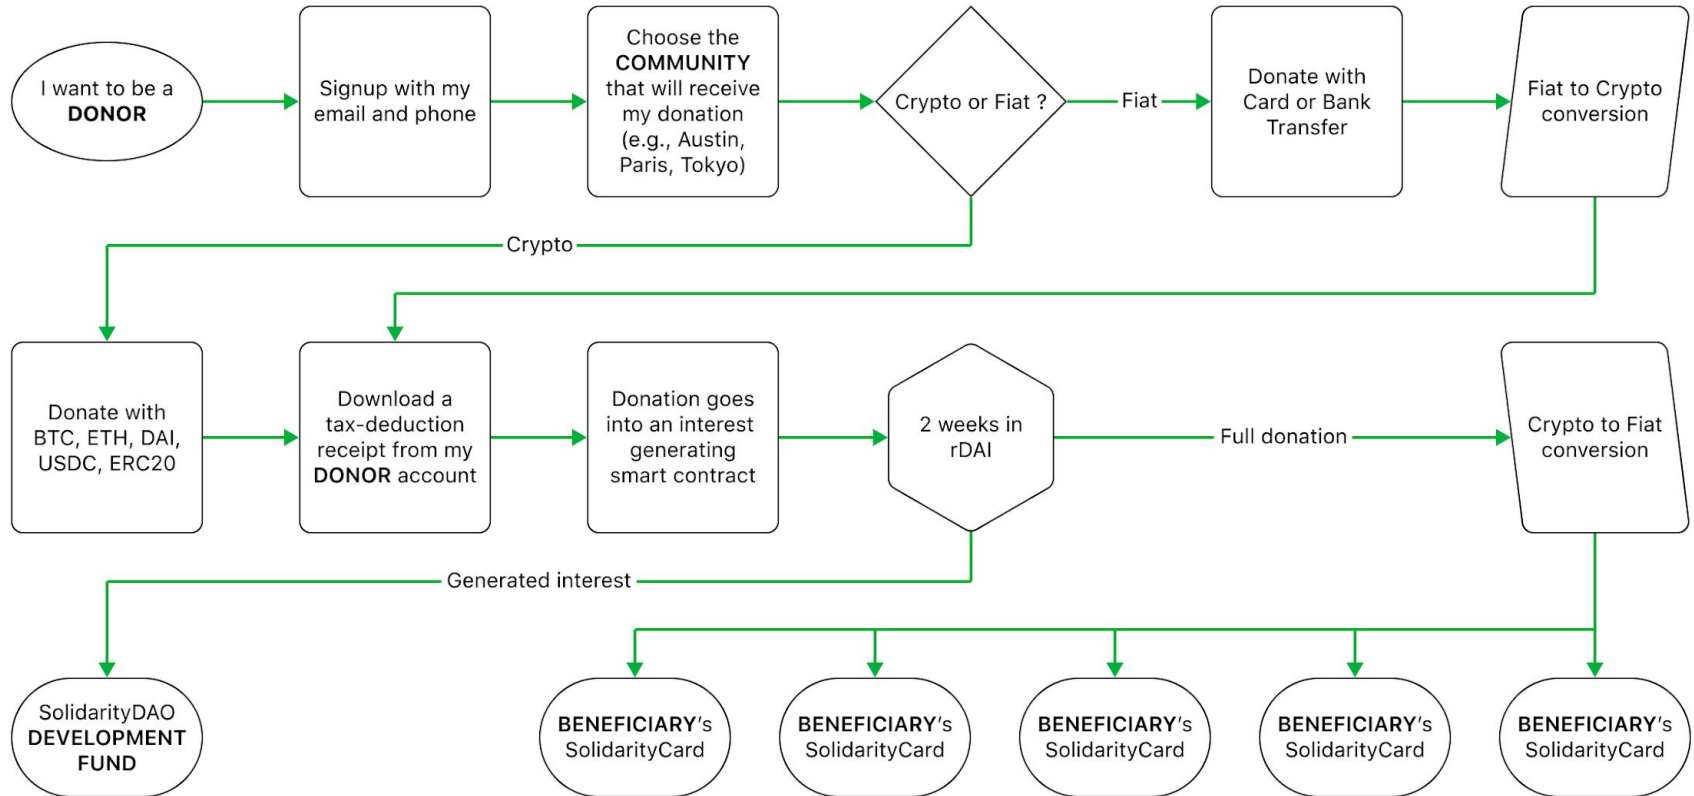 I want to be a
DONOR
Signup with my
email and phone
Choose the
COMMUNITY
that will receive
my donation
(e.g., Austin,
Paris, Tokyo)
Crypto or Fiat ?
Fiat
Donate with
Card or Bank
Transfer
Fiat to Crypto
conversion
Crypto
Donate with
BTC, ETH, DAI,
USDC, ERC20
Download a
tax-deduction
receipt from my
DONOR account
Donation goes
into an interest
generating
smart contract
2 weeks in
rDAI
Full donation
Crypto to Fiat
conversion
Generated interest
SolidarityDAO
DEVELOPMENT
FUND
BENEFICIARY's
SolidarityCard
BENEFICIARY's
SolidarityCard
BENEFICIARY's
SolidarityCard
BENEFICIARY's
SolidarityCard
BENEFICIARY's
SolidarityCard